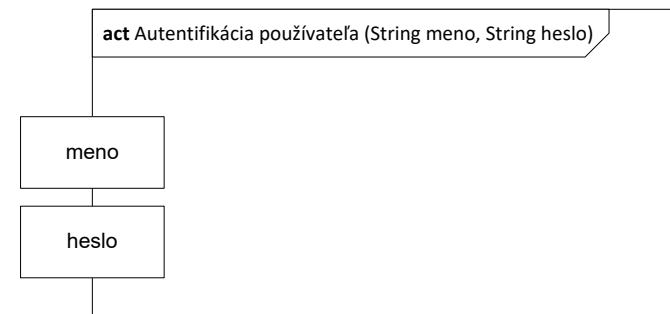 act Autentifikácia používateľa (String meno, String heslo)
meno
heslo